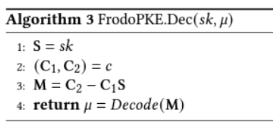 Algorithm 3 FrodoPKE.Dec(sk, μ)
1: S = sk
2: (C₁, C₂) = c
3: M = C₂ − C₁S
4: return μ = Decode(M)